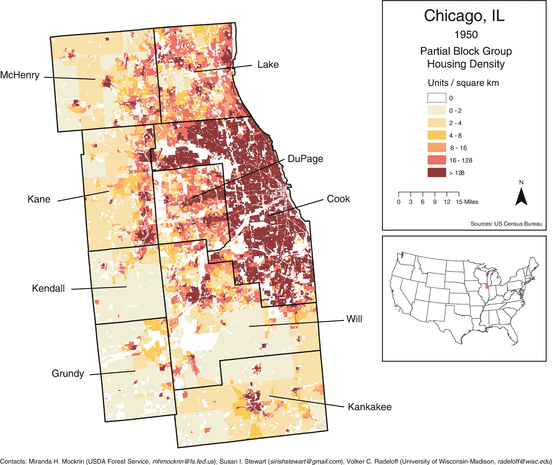 Chicago, IL
1950
Partial Block Group
Housing Density
Units / square km
0
0 - 2
2 - 4
4 - 8
8 - 16
16 - 128
> 128
N
0 3 6 9 12 15 Miles
Sources: US Census Bureau
McHenry
Lake
DuPage
Kane
Cook
Kendall
Will
Grundy
Kankakee
Contacts: Miranda H. Mockrin (USDA Forest Service, mhmockrin@fs.fed.us), Susan I. Stewart (sirishstewart@gmail.com), Volker C. Radeloff (University of Wisconsin-Madison, radeloff@wisc.edu)